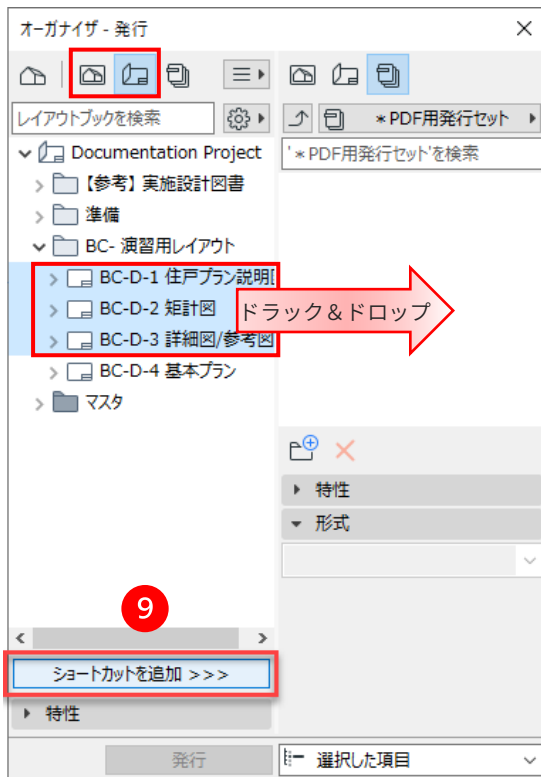 オーガナイザ - 発行
レイアウトブックを検索
＊PDF用発行セット
Documentation Project
'＊PDF用発行セット'を検索
【参考】実施設計図書
準備
BC- 演習用レイアウト
BC-D-1 住戸プラン説明
BC-D-2 矩計図
ドラック＆ドロップ
BC-D-3 詳細図/参考図
BC-D-4 基本プラン
マスタ
特性
形式
9
ショートカットを追加 >>>
特性
発行
選択した項目